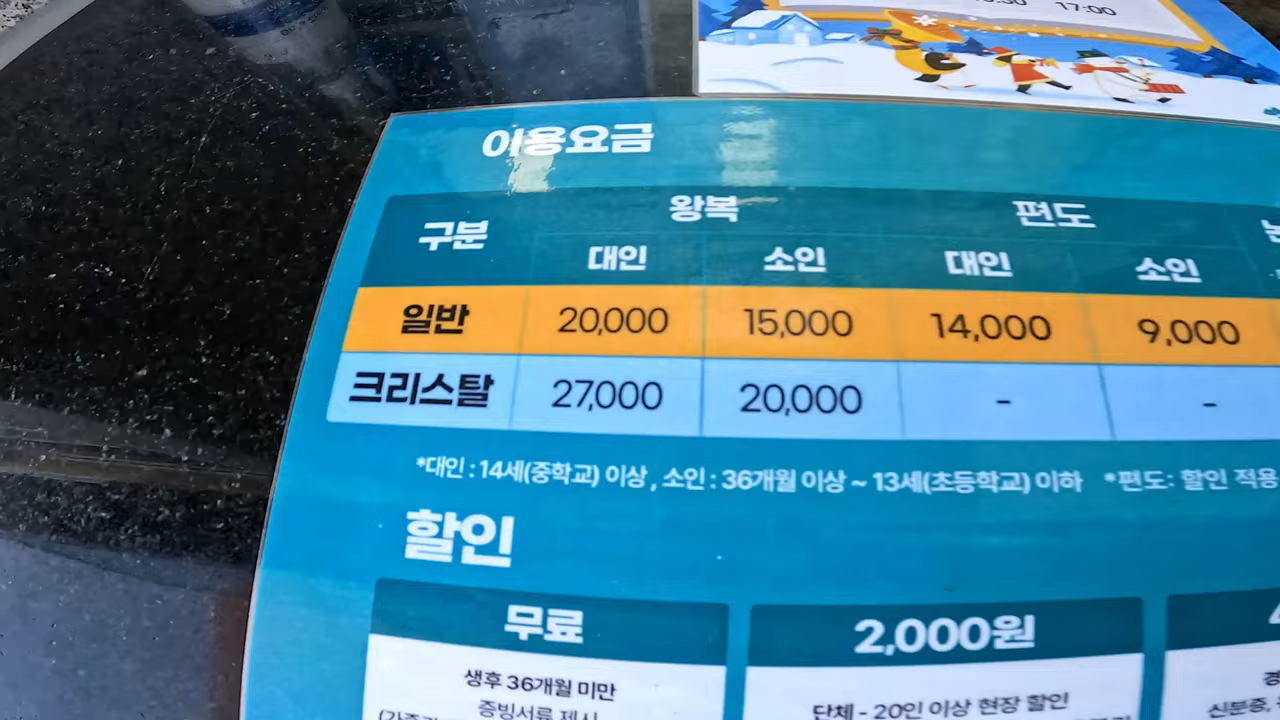 17:00
이용요금
구분 왕복 편도
대인 소인 대인 소인
일반 20,000 15,000 14,000 9,000
크리스탈 27,000 20,000 - -
*대인 : 14세(중학교) 이상 , 소인 : 36개월 이상 ~ 13세(초등학교) 이하 *편도: 할인 적용
할인
무료 2,000원
생후 36개월 미만
증빙서류 제시
단체 - 20인 이상 현장 할인
신분증,